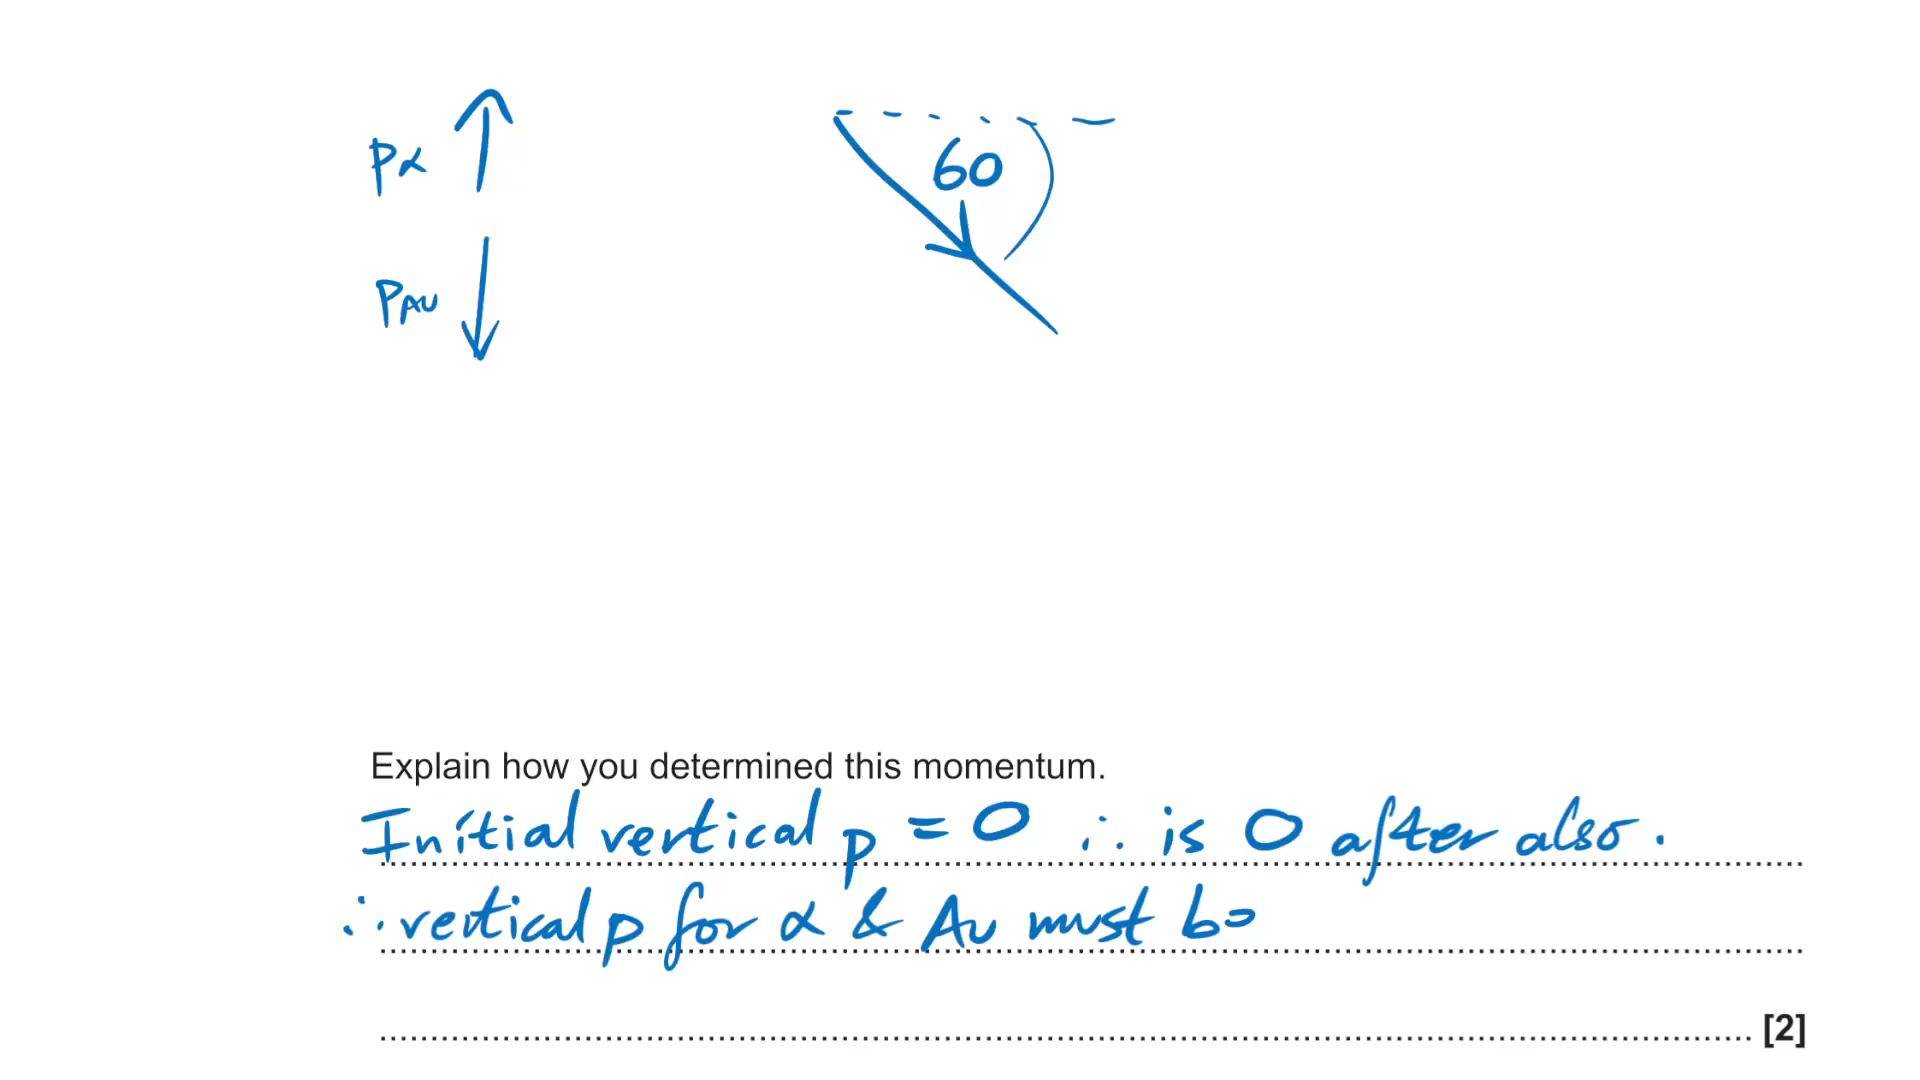 pα
60
PAu
Explain how you determined this momentum.
Initial vertical p = 0 ∴ is 0 after also.
∴ vertical p for α & Au must be
[2]